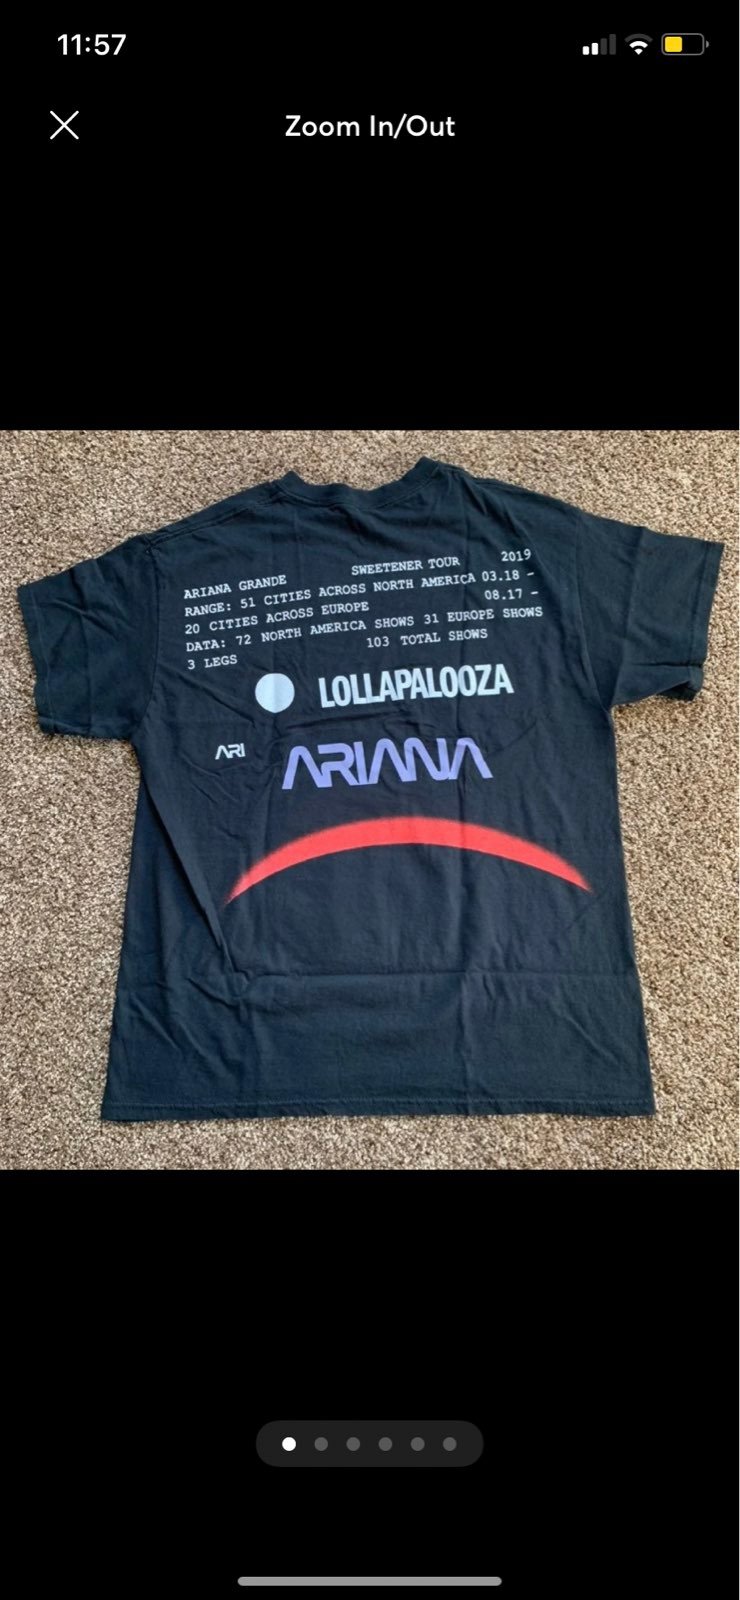 11:57
Zoom In/Out
ARIANA GRANDE SWEETENER TOUR 2019
RANGE: 51 CITIES ACROSS NORTH AMERICA 03.18 -
20 CITIES ACROSS EUROPE 08.17 -
DATA: 72 NORTH AMERICA SHOWS 31 EUROPE SHOWS
3 LEGS 103 TOTAL SHOWS
LOLLAPALOOZA
ARI ARIANA